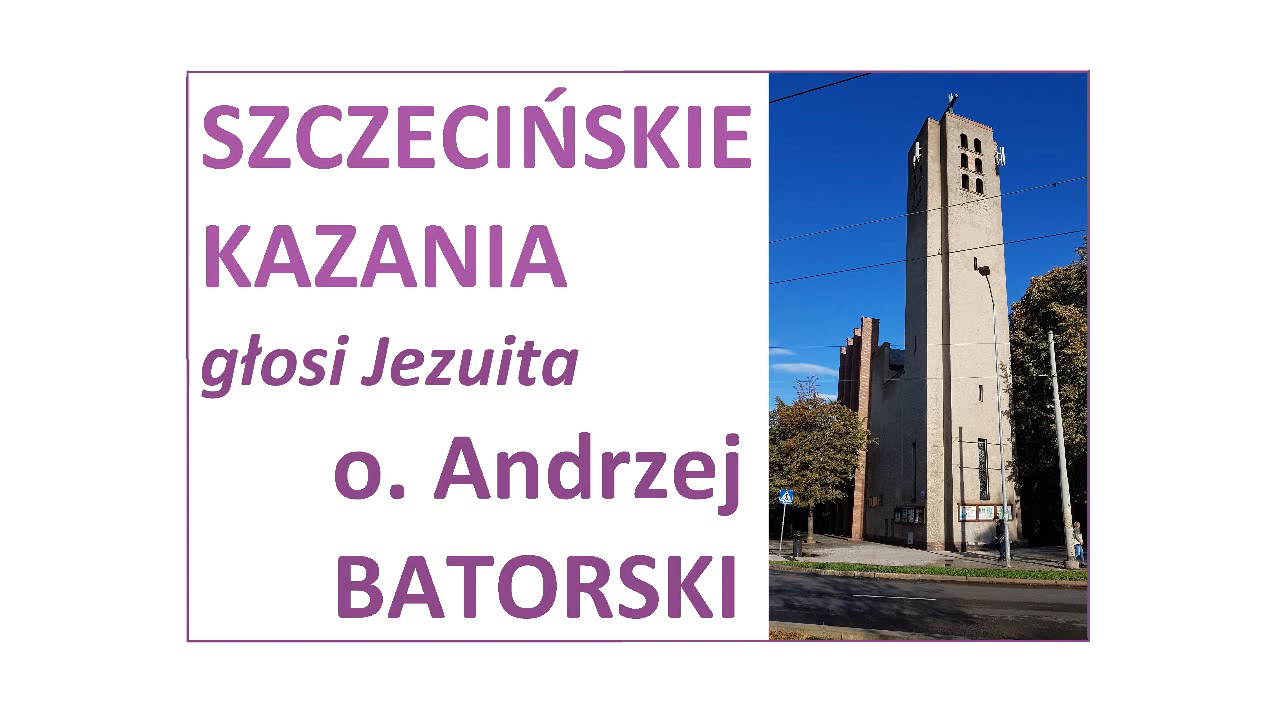 SZCZECIŃSKIE
KAZANIA
głosi Jezuita
o. Andrzej
BATORSKI